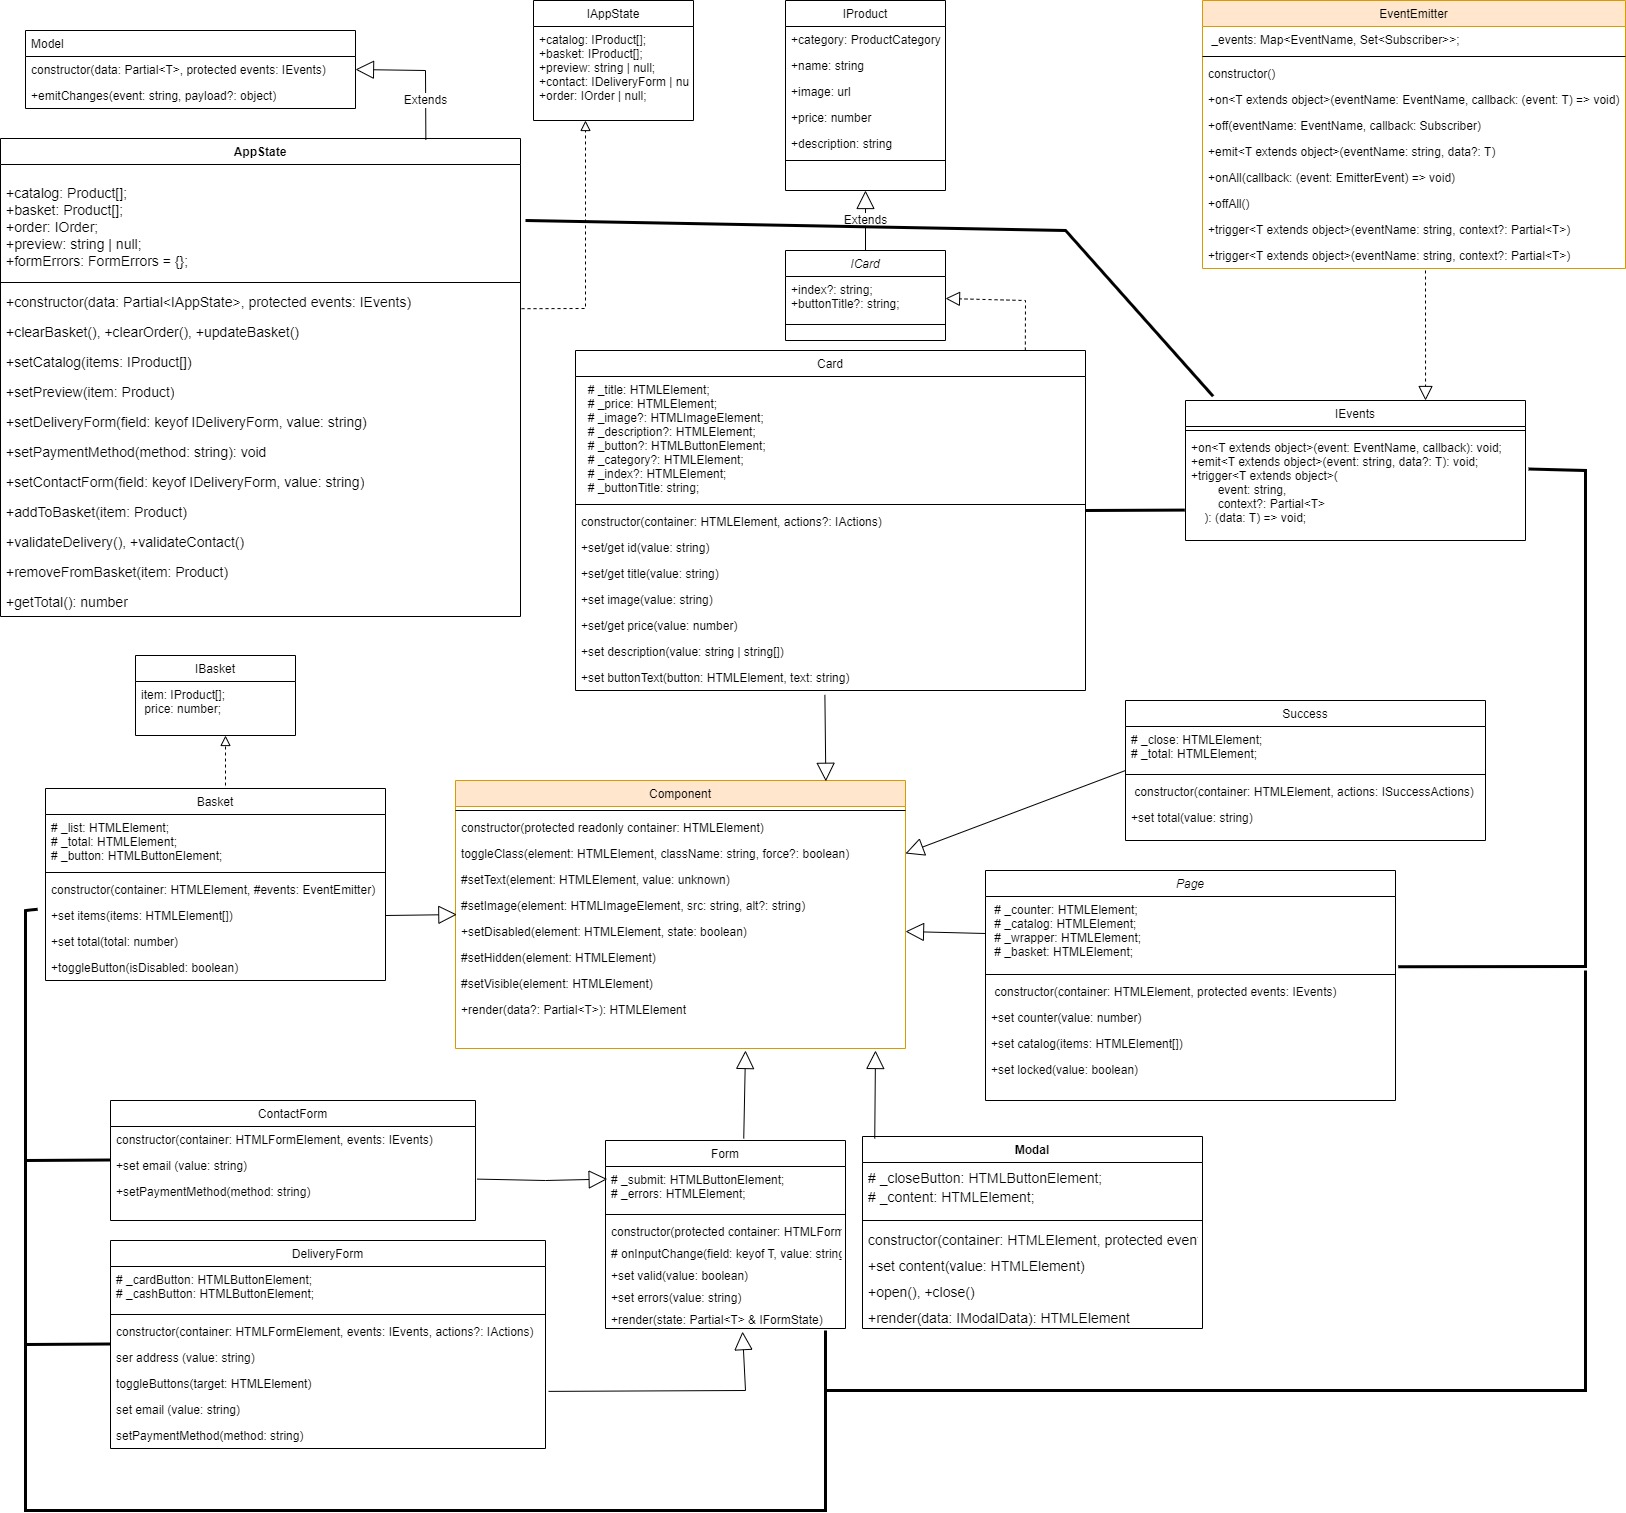 Model
constructor(data: Partial<T>, protected events: IEvents)
+emitChanges(event: string, payload?: object)
Extends
IAppState
+catalog: IProduct[];
+basket: IProduct[];
+preview: string | null;
+contact: IDeliveryForm | nu
+order: IOrder | null;
IProduct
+category: ProductCategory
+name: string
+image: url
+price: number
+description: string
EventEmitter
_events: Map<EventName, Set<Subscriber>>;
constructor()
+on<T extends object>(eventName: EventName, callback: (event: T) => void)
+off(eventName: EventName, callback: Subscriber)
+emit<T extends object>(eventName: string, data?: T)
+onAll(callback: (event: EmitterEvent) => void)
+offAll()
+trigger<T extends object>(eventName: string, context?: Partial<T>)
+trigger<T extends object>(eventName: string, context?: Partial<T>)
AppState
+catalog: Product[];
+basket: Product[];
+order: IOrder;
+preview: string | null;
+formErrors: FormErrors = {};
+constructor(data: Partial<IAppState>, protected events: IEvents)
+clearBasket(), +clearOrder(), +updateBasket()
+setCatalog(items: IProduct[])
+setPreview(item: Product)
+setDeliveryForm(field: keyof IDeliveryForm, value: string)
+setPaymentMethod(method: string): void
+setContactForm(field: keyof IDeliveryForm, value: string)
+addToBasket(item: Product)
+validateDelivery(), +validateContact()
+removeFromBasket(item: Product)
+getTotal(): number
Extends
ICard
+index?: string;
+buttonTitle?: string;
Card
# _title: HTMLElement;
# _price: HTMLElement;
# _image?: HTMLImageElement;
# _description?: HTMLElement;
# _button?: HTMLButtonElement;
# _category?: HTMLElement;
# _index?: HTMLElement;
# _buttonTitle: string;
constructor(container: HTMLElement, actions?: IActions)
+set/get id(value: string)
+set/get title(value: string)
+set image(value: string)
+set/get price(value: number)
+set description(value: string | string[])
+set buttonText(button: HTMLElement, text: string)
IEvents
+on<T extends object>(event: EventName, callback): void;
+emit<T extends object>(event: string, data?: T): void;
+trigger<T extends object>(
event: string,
context?: Partial<T>
): (data: T) => void;
IBasket
item: IProduct[];
price: number;
Basket
# _list: HTMLElement;
# _total: HTMLElement;
# _button: HTMLButtonElement;
constructor(container: HTMLElement, #events: EventEmitter)
+set items(items: HTMLElement[])
+set total(total: number)
+toggleButton(isDisabled: boolean)
Component
constructor(protected readonly container: HTMLElement)
toggleClass(element: HTMLElement, className: string, force?: boolean)
#setText(element: HTMLElement, value: unknown)
#setImage(element: HTMLImageElement, src: string, alt?: string)
+setDisabled(element: HTMLElement, state: boolean)
#setHidden(element: HTMLElement)
#setVisible(element: HTMLElement)
+render(data?: Partial<T>): HTMLElement
Success
# _close: HTMLElement;
# _total: HTMLElement;
constructor(container: HTMLElement, actions: ISuccessActions)
+set total(value: string)
Page
# _counter: HTMLElement;
# _catalog: HTMLElement;
# _wrapper: HTMLElement;
# _basket: HTMLElement;
constructor(container: HTMLElement, protected events: IEvents)
+set counter(value: number)
+set catalog(items: HTMLElement[])
+set locked(value: boolean)
ContactForm
constructor(container: HTMLFormElement, events: IEvents)
+set email (value: string)
+setPaymentMethod(method: string)
DeliveryForm
# _cardButton: HTMLButtonElement;
# _cashButton: HTMLButtonElement;
constructor(container: HTMLFormElement, events: IEvents, actions?: IActions)
ser address (value: string)
toggleButtons(target: HTMLElement)
set email (value: string)
setPaymentMethod(method: string)
Form
# _submit: HTMLButtonElement;
# _errors: HTMLElement;
constructor(protected container: HTMLForm
# onInputChange(field: keyof T, value: string
+set valid(value: boolean)
+set errors(value: string)
+render(state: Partial<T> & IFormState)
Modal
# _closeButton: HTMLButtonElement;
# _content: HTMLElement;
constructor(container: HTMLElement, protected even
+set content(value: HTMLElement)
+open(), +close()
+render(data: IModalData): HTMLElement